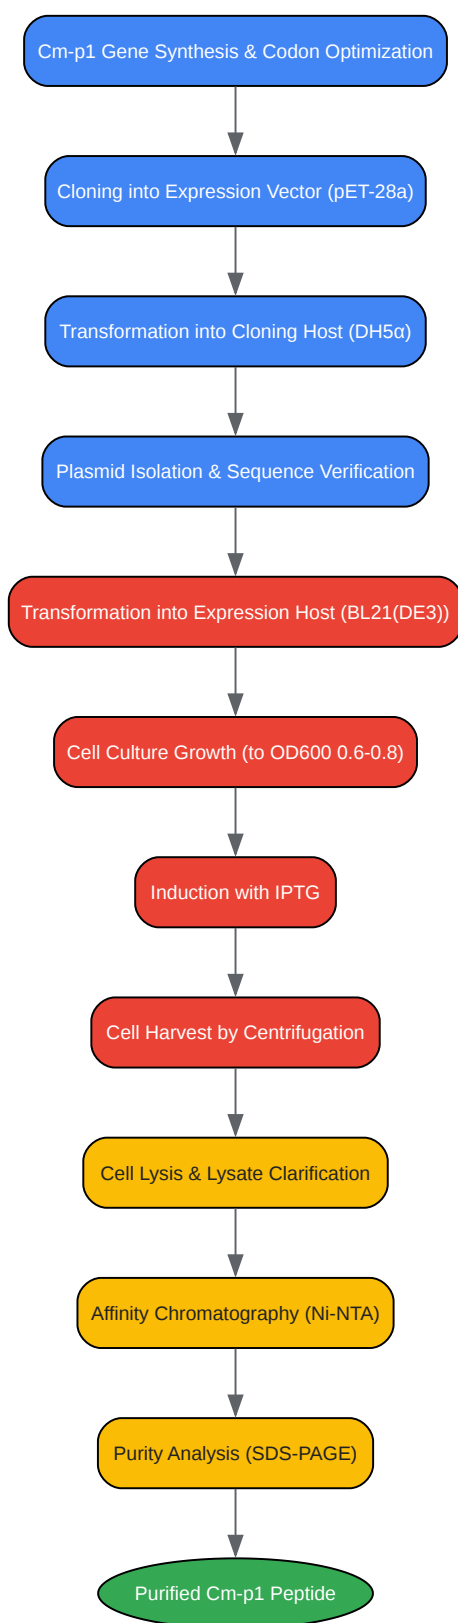 Cm-p1 Gene Synthesis & Codon Optimization
Cloning into Expression Vector (pET-28a)
Transformation into Cloning Host (DH5α)
Plasmid Isolation & Sequence Verification
Transformation into Expression Host (BL21(DE3))
Cell Culture Growth (to OD600 0.6-0.8)
Induction with IPTG
Cell Harvest by Centrifugation
Cell Lysis & Lysate Clarification
Affinity Chromatography (Ni-NTA)
Purity Analysis (SDS-PAGE)
Purified Cm-p1 Peptide